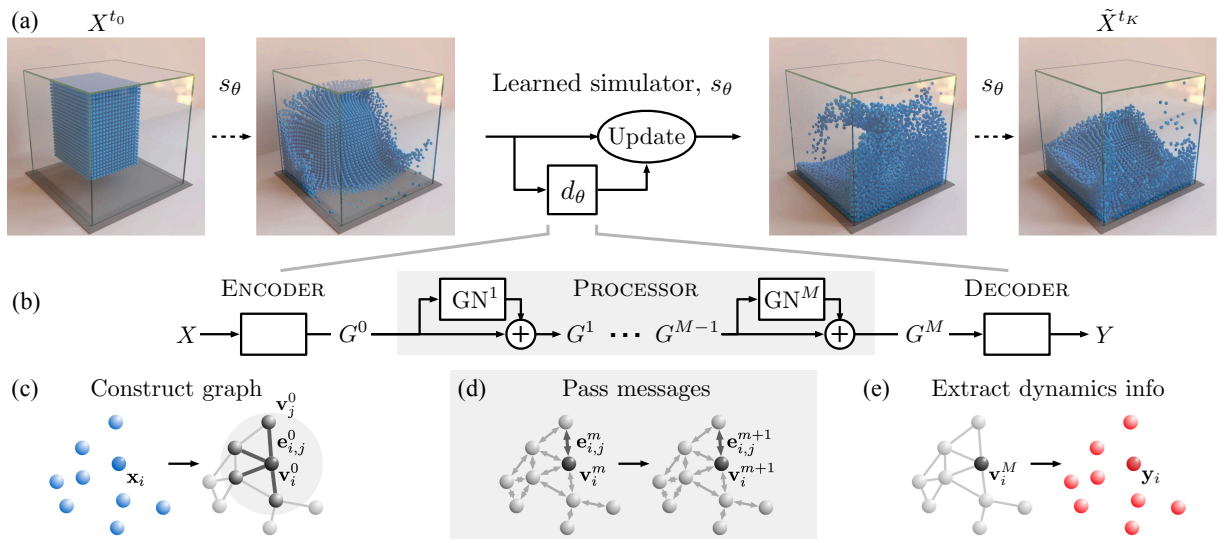 (a)
X^{t_0}
s_θ
Learned simulator, s_θ
Update
d_θ
X̃^{t_K}
s_θ
(b)
ENCODER
PROCESSOR
DECODER
X
G^0
GN^1
+
G^1
···
G^{M−1}
GN^M
+
G^M
Y
(c) Construct graph
x_i
v_j^0
e_{i,j}^0
v_i^0
(d) Pass messages
e_{i,j}^m
v_i^m
e_{i,j}^{m+1}
v_i^{m+1}
(e) Extract dynamics info
v_i^M
y_i